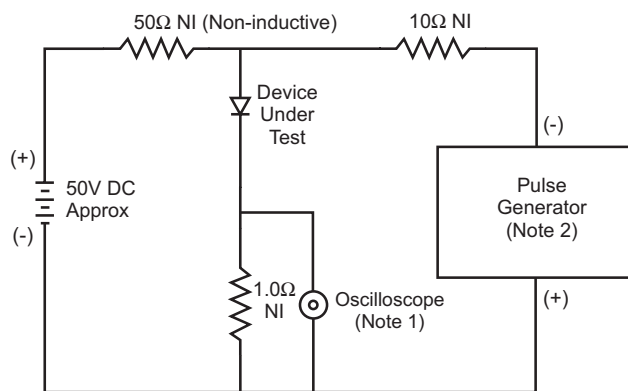 50Ω NI (Non-inductive)
10Ω NI
Device
Under
Test
(-)
(+)
50V DC
Approx
(-)
Pulse
Generator
(Note 2)
1.0Ω
NI
Oscilloscope
(Note 1)
(+)